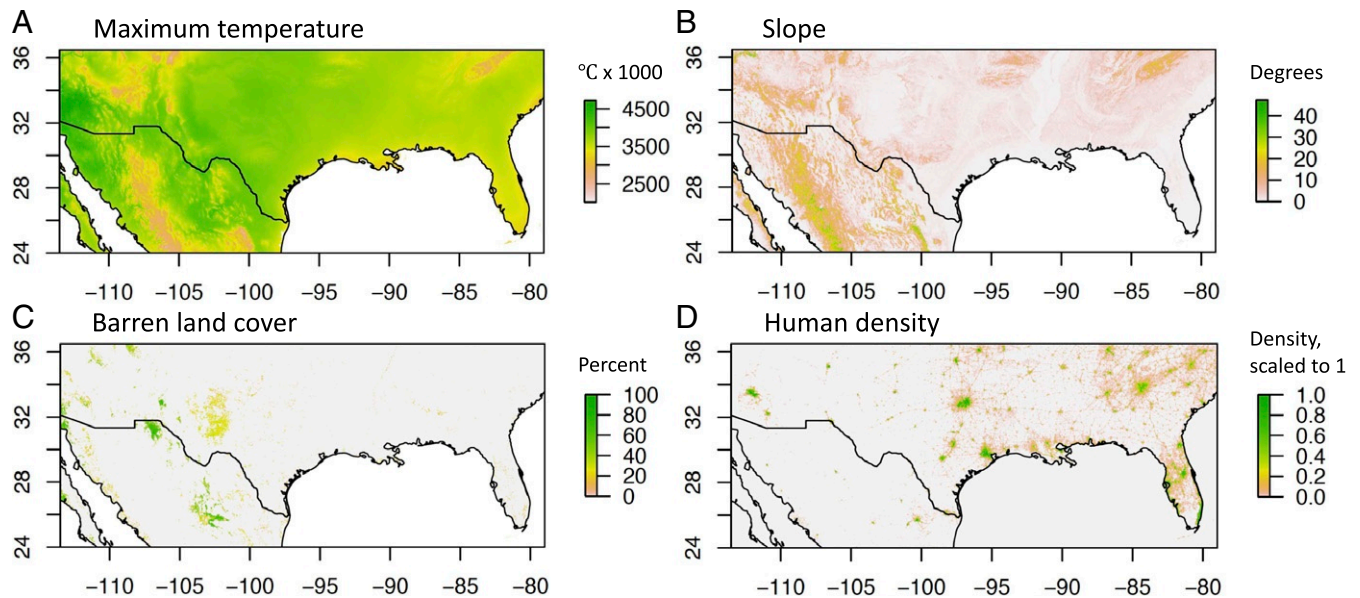 A Maximum temperature
36
32
28
24
−110 −105 −100 −95 −90 −85 −80
°C x 1000
4500
3500
2500
B Slope
36
32
28
24
−110 −105 −100 −95 −90 −85 −80
Degrees
40
30
20
10
0
C Barren land cover
36
32
28
24
−110 −105 −100 −95 −90 −85 −80
Percent
100
80
60
40
20
0
D Human density
36
32
28
24
−110 −105 −100 −95 −90 −85 −80
Density,
scaled to 1
1.0
0.8
0.6
0.4
0.2
0.0